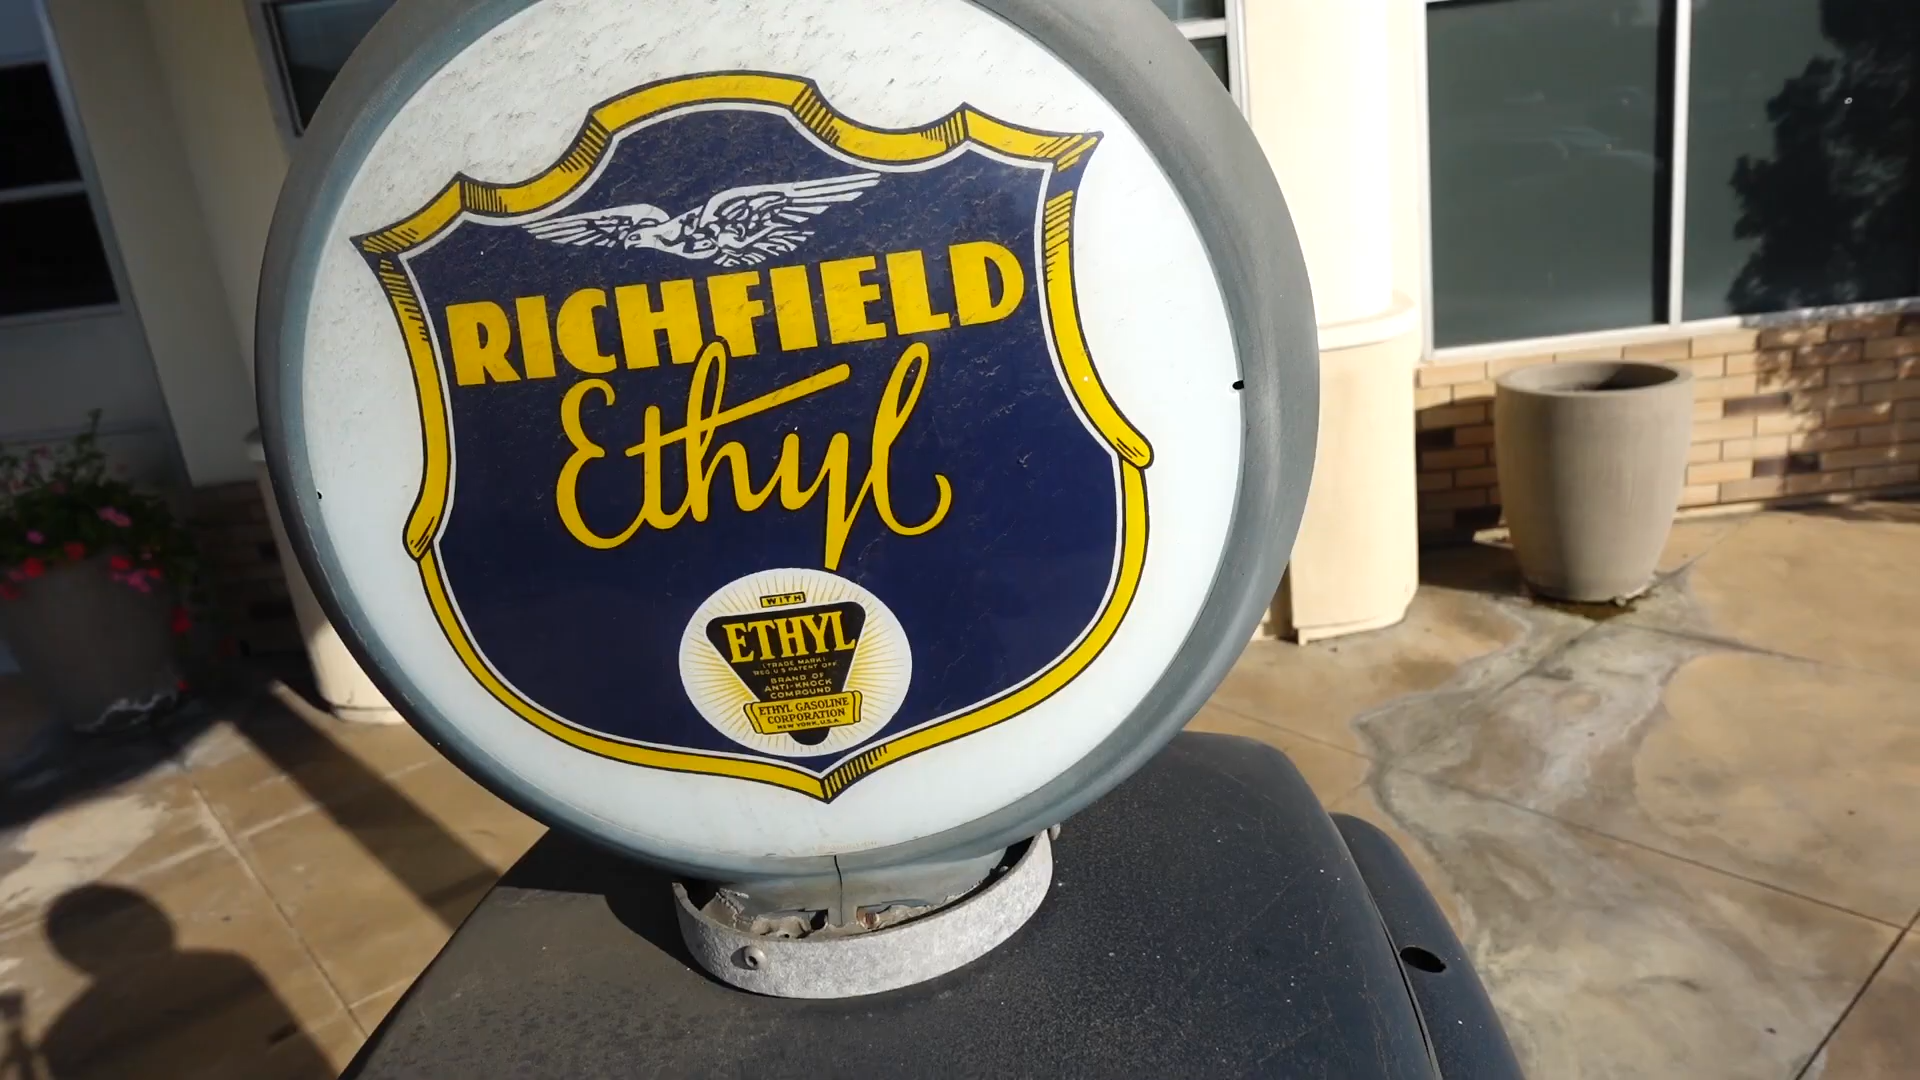 RICHFIELD
Ethyl
WITH
ETHYL
(TRADE MARK)
REG. U.S. PATENT OFF
BRAND OF
ANTI-KNOCK
COMPOUND
ETHYL GASOLINE
CORPORATION
NEW YORK, U.S.A.